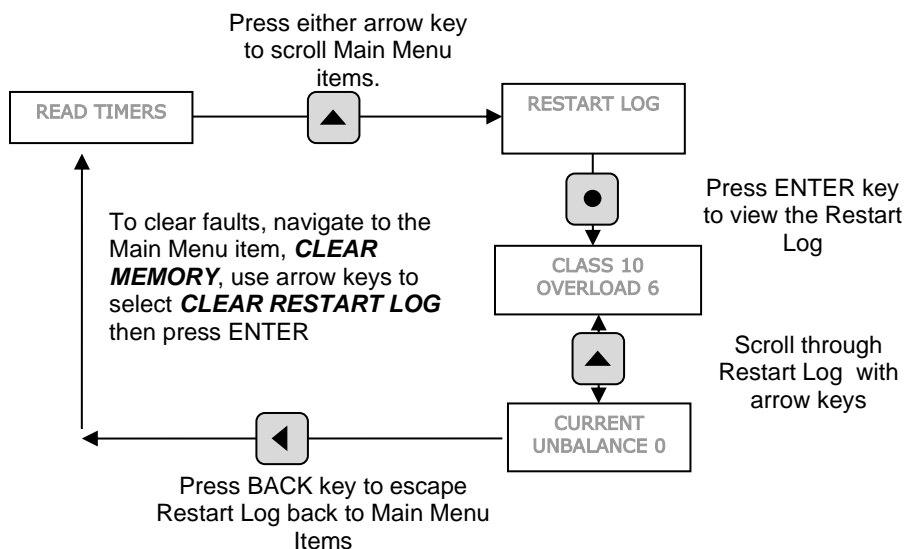 Press either arrow key
to scroll Main Menu
items.
READ TIMERS
RESTART LOG
Press ENTER key
to view the Restart
Log
To clear faults, navigate to the
Main Menu item, CLEAR
MEMORY, use arrow keys to
select CLEAR RESTART LOG
then press ENTER
CLASS 10
OVERLOAD 6
Scroll through
Restart Log with
arrow keys
CURRENT
UNBALANCE 0
Press BACK key to escape
Restart Log back to Main Menu
Items